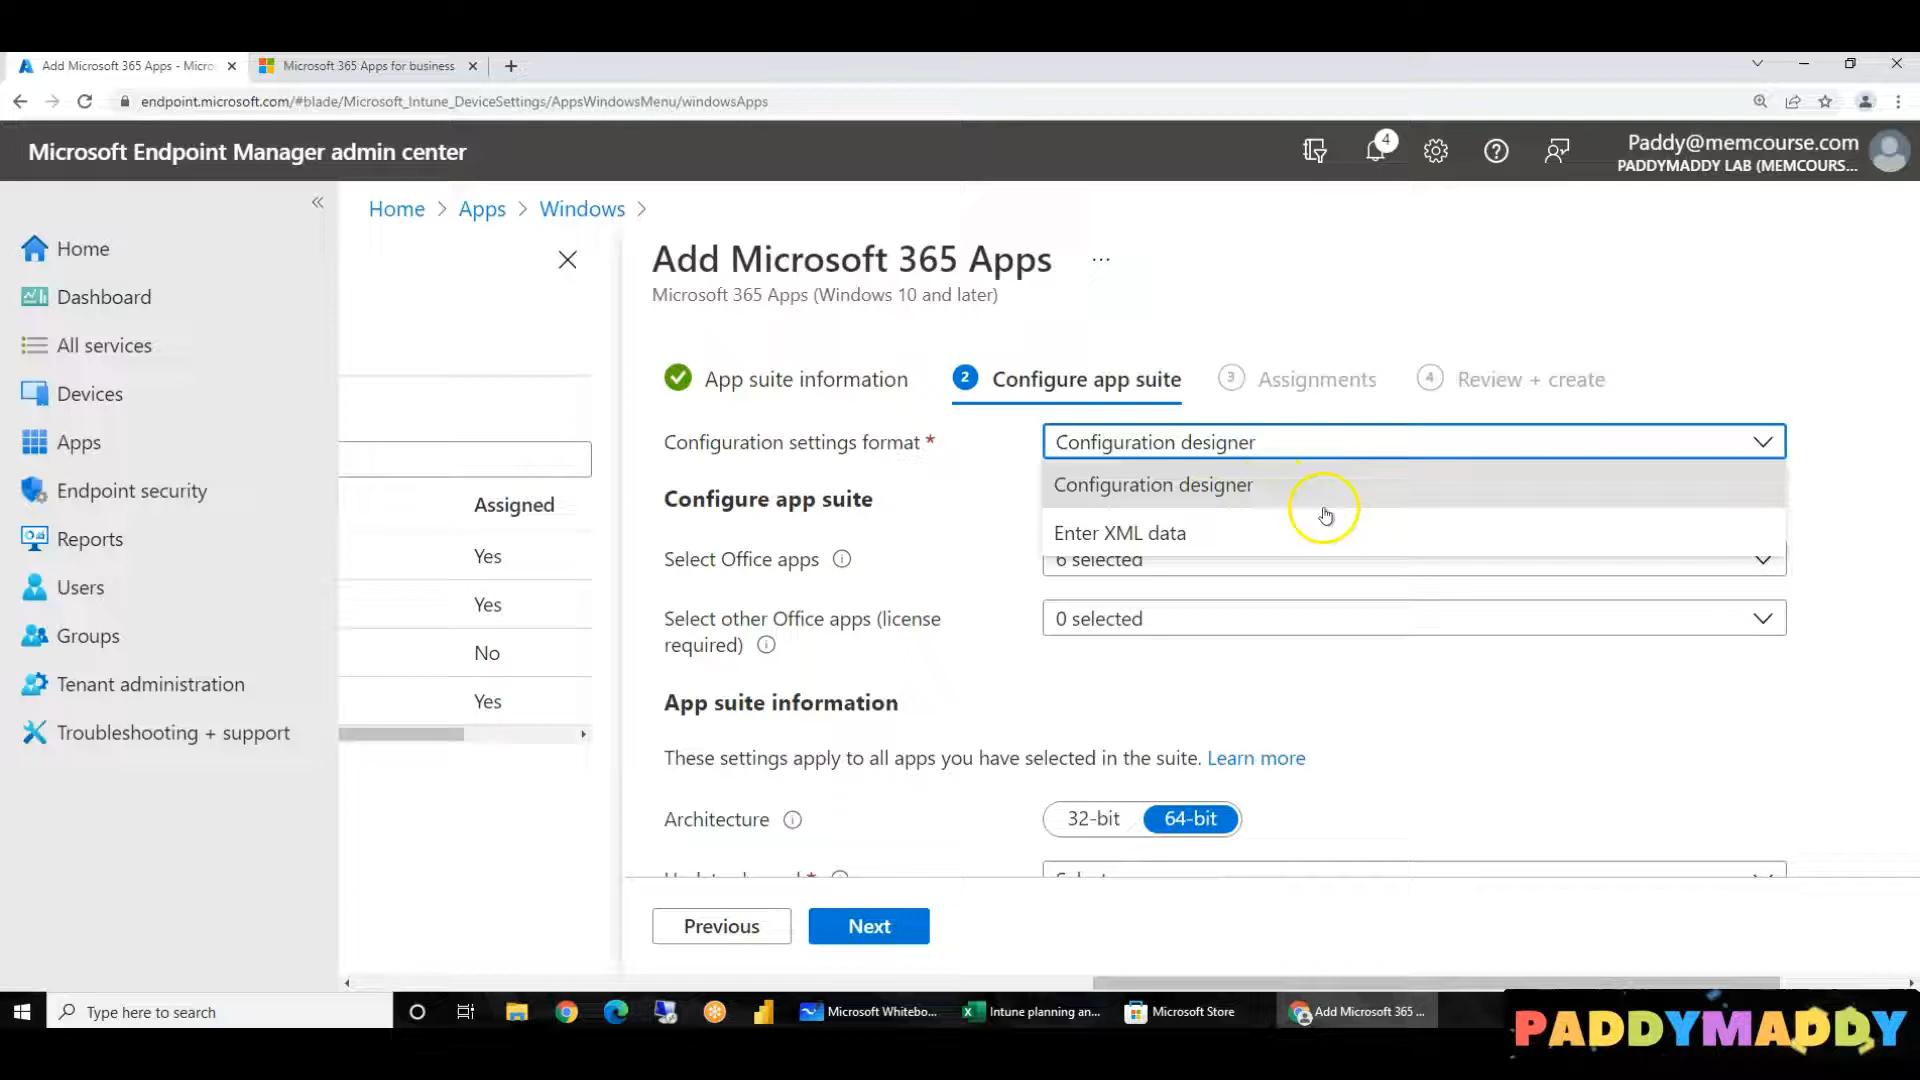 Add Microsoft 365 Apps - Micro
Microsoft 365 Apps for business
endpoint.microsoft.com/#blade/Microsoft_Intune_DeviceSettings/AppsWindowsMenu/windowsApps
Microsoft Endpoint Manager admin center
4
Paddy@memcourse.com
PADDYMADDY LAB (MEMCOURS...
Home > Apps > Windows >
Home
Dashboard
All services
Devices
Apps
Endpoint security
Reports
Users
Groups
Tenant administration
Troubleshooting + support
Assigned
Yes
Yes
No
Yes
Add Microsoft 365 Apps ...
Microsoft 365 Apps (Windows 10 and later)
App suite information
2 Configure app suite
3 Assignments
4 Review + create
Configuration settings format *
Configuration designer
Configuration designer
Enter XML data
Configure app suite
Select Office apps
6 selected
Select other Office apps (license
required)
0 selected
App suite information
These settings apply to all apps you have selected in the suite. Learn more
Architecture
32-bit 64-bit
Previous
Next
Type here to search
Microsoft Whitebo...
Intune planning an...
Microsoft Store
Add Microsoft 365 ...
PADDYMADDY